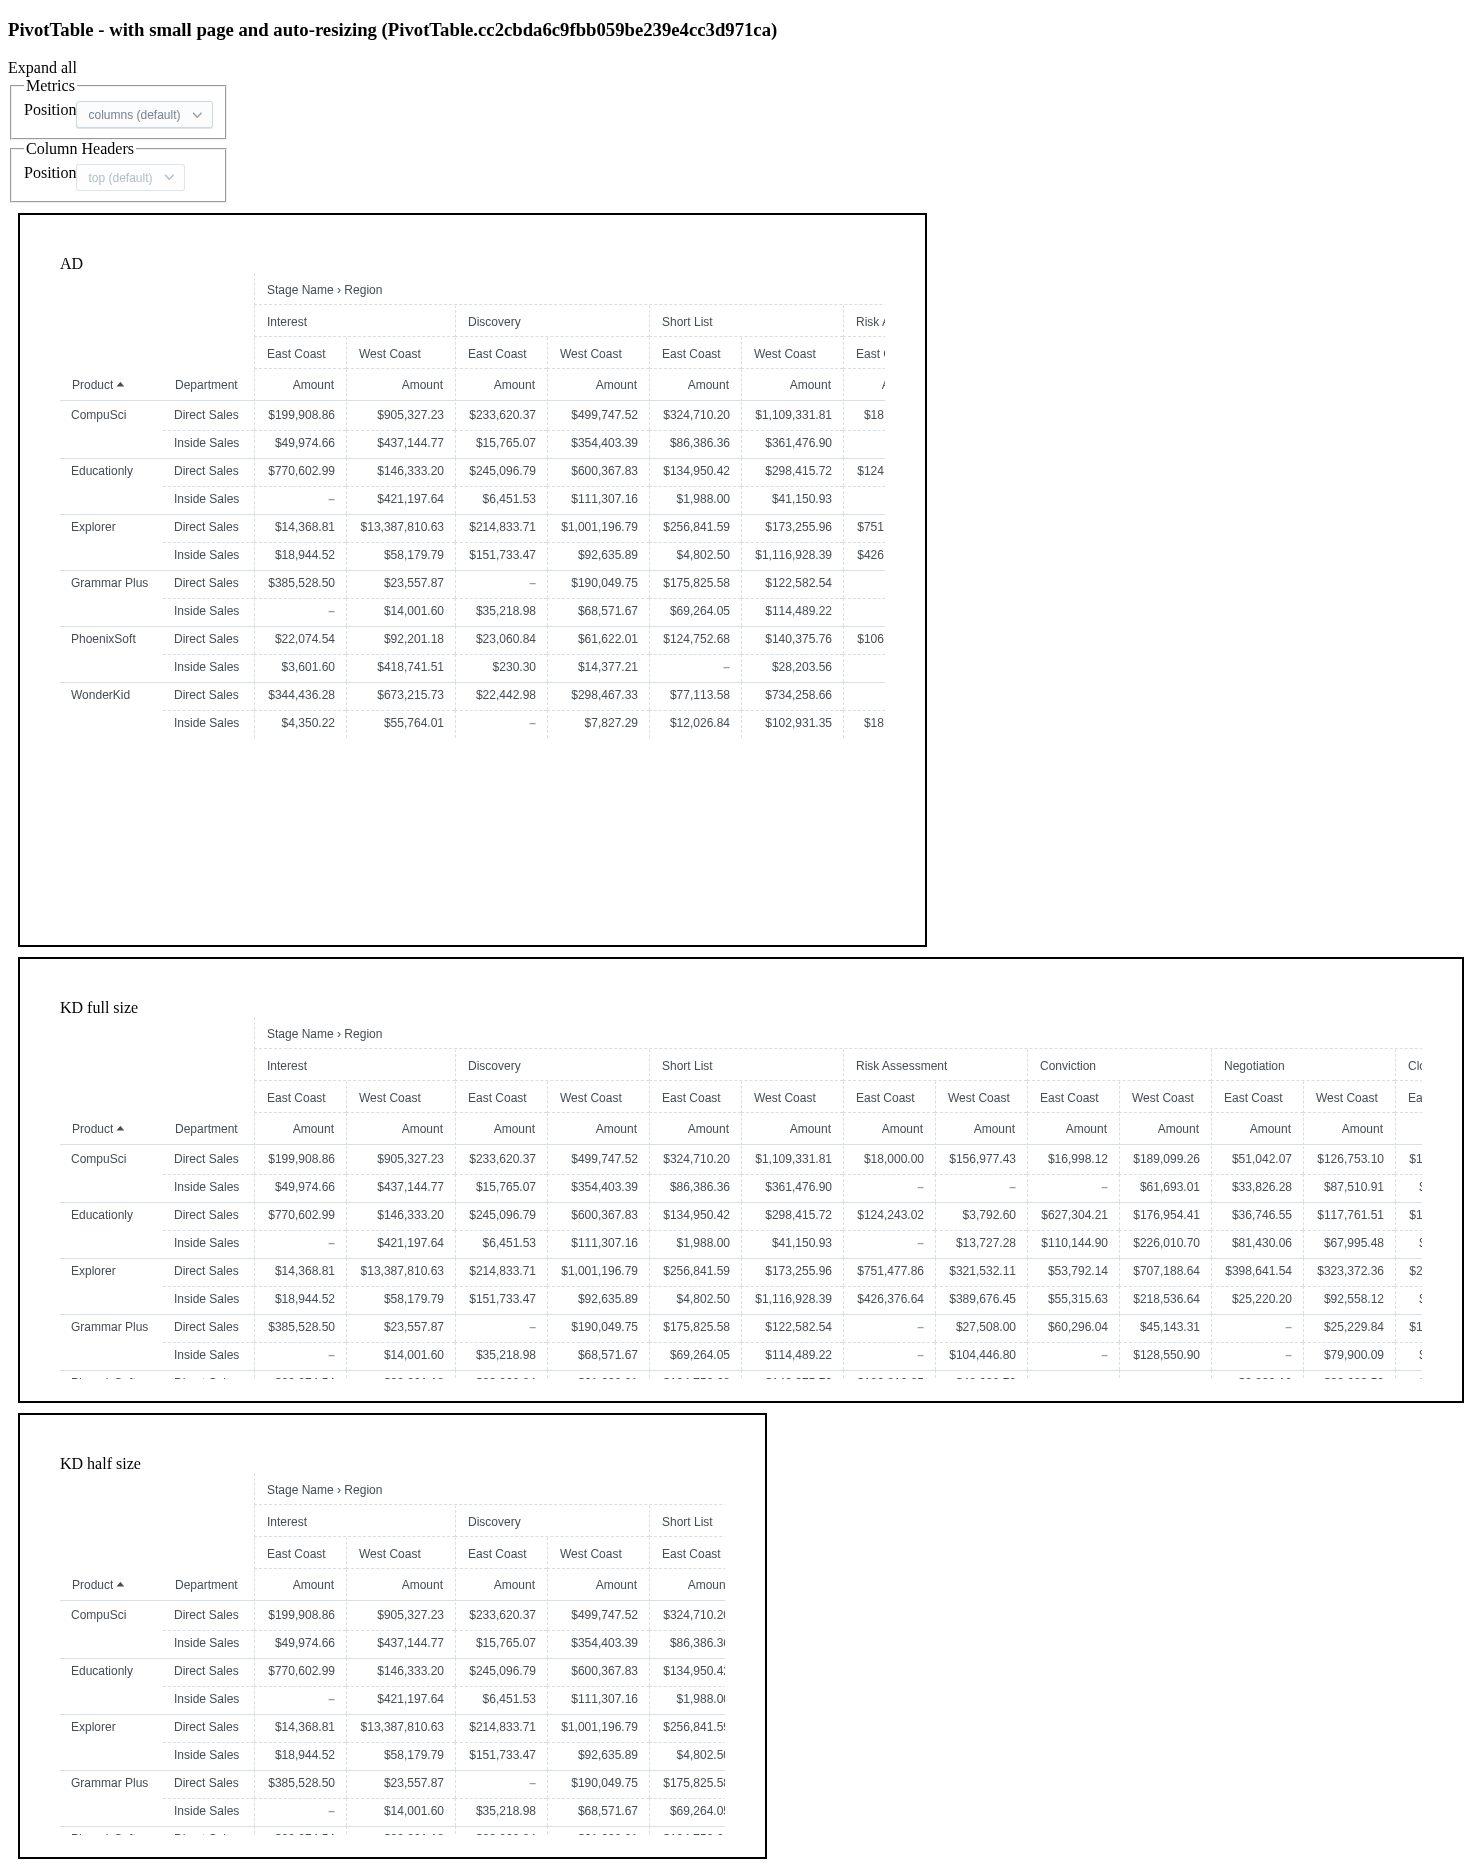 PivotTable - with small page and auto-resizing (PivotTable.cc2cbda6c9fbb059be239e4cc3d971ca)
Expand all
Metrics
Position columns (default)
Column Headers
Position top (default)
AD
Stage Name › Region
Interest Discovery Short List Risk
East Coast West Coast East Coast West Coast East Coast West Coast East
Product Department Amount Amount Amount Amount Amount Amount
CompuSci Direct Sales $199,908.86 $905,327.23 $233,620.37 $499,747.52 $324,710.20 $1,109,331.81 $18
Inside Sales $49,974.66 $437,144.77 $15,765.07 $354,403.39 $86,386.36 $361,476.90
Educationly Direct Sales $770,602.99 $146,333.20 $245,096.79 $600,367.83 $134,950.42 $298,415.72 $124
Inside Sales – $421,197.64 $6,451.53 $111,307.16 $1,988.00 $41,150.93
Explorer Direct Sales $14,368.81 $13,387,810.63 $214,833.71 $1,001,196.79 $256,841.59 $173,255.96 $751
Inside Sales $18,944.52 $58,179.79 $151,733.47 $92,635.89 $4,802.50 $1,116,928.39 $426
Grammar Plus Direct Sales $385,528.50 $23,557.87 – $190,049.75 $175,825.58 $122,582.54
Inside Sales – $14,001.60 $35,218.98 $68,571.67 $69,264.05 $114,489.22
PhoenixSoft Direct Sales $22,074.54 $92,201.18 $23,060.84 $61,622.01 $124,752.68 $140,375.76 $106
Inside Sales $3,601.60 $418,741.51 $230.30 $14,377.21 – $28,203.56
WonderKid Direct Sales $344,436.28 $673,215.73 $22,442.98 $298,467.33 $77,113.58 $734,258.66
Inside Sales $4,350.22 $55,764.01 – $7,827.29 $12,026.84 $102,931.35 $18
KD full size
Stage Name › Region
Interest Discovery Short List Risk Assessment Conviction Negotiation
East Coast West Coast East Coast West Coast East Coast West Coast East Coast West Coast East Coast West Coast East Coast West Coast Ea
Product Department Amount Amount Amount Amount Amount Amount Amount Amount Amount Amount Amount Amount
CompuSci Direct Sales $199,908.86 $905,327.23 $233,620.37 $499,747.52 $324,710.20 $1,109,331.81 $18,000.00 $156,977.43 $16,998.12 $189,099.26 $51,042.07 $126,753.10 $1
Inside Sales $49,974.66 $437,144.77 $15,765.07 $354,403.39 $86,386.36 $361,476.90 – – – $61,693.01 $33,826.28 $87,510.91
Educationly Direct Sales $770,602.99 $146,333.20 $245,096.79 $600,367.83 $134,950.42 $298,415.72 $124,243.02 $3,792.60 $627,304.21 $176,954.41 $36,746.55 $117,761.51 $1
Inside Sales – $421,197.64 $6,451.53 $111,307.16 $1,988.00 $41,150.93 – $13,727.28 $110,144.90 $226,010.70 $81,430.06 $67,995.48
Explorer Direct Sales $14,368.81 $13,387,810.63 $214,833.71 $1,001,196.79 $256,841.59 $173,255.96 $751,477.86 $321,532.11 $53,792.14 $707,188.64 $398,641.54 $323,372.36 $2
Inside Sales $18,944.52 $58,179.79 $151,733.47 $92,635.89 $4,802.50 $1,116,928.39 $426,376.64 $389,676.45 $55,315.63 $218,536.64 $25,220.20 $92,558.12
Grammar Plus Direct Sales $385,528.50 $23,557.87 – $190,049.75 $175,825.58 $122,582.54 – $27,508.00 $60,296.04 $45,143.31 – $25,229.84 $1
Inside Sales – $14,001.60 $35,218.98 $68,571.67 $69,264.05 $114,489.22 – $104,446.80 – $128,550.90 – $79,900.09
KD half size
Stage Name › Region
Interest Discovery Short List
East Coast West Coast East Coast West Coast East Coast
Product Department Amount Amount Amount Amount Amoun
CompuSci Direct Sales $199,908.86 $905,327.23 $233,620.37 $499,747.52 $324,710.20
Inside Sales $49,974.66 $437,144.77 $15,765.07 $354,403.39 $86,386.36
Educationly Direct Sales $770,602.99 $146,333.20 $245,096.79 $600,367.83 $134,950.42
Inside Sales – $421,197.64 $6,451.53 $111,307.16 $1,988.00
Explorer Direct Sales $14,368.81 $13,387,810.63 $214,833.71 $1,001,196.79 $256,841.59
Inside Sales $18,944.52 $58,179.79 $151,733.47 $92,635.89 $4,802.50
Grammar Plus Direct Sales $385,528.50 $23,557.87 – $190,049.75 $175,825.58
Inside Sales – $14,001.60 $35,218.98 $68,571.67 $69,264.05